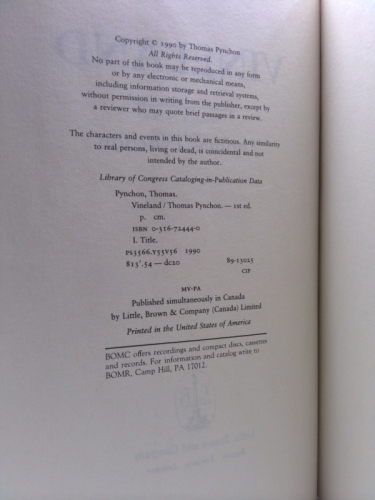 Copyright © 1990 by Thomas Pynchon
All Rights Reserved.
No part of this book may be reproduced in any form
or by any electronic or mechanical means,
including information storage and retrieval systems,
without permission in writing from the publisher, except by
a reviewer who may quote brief passages in a review.
The characters and events in this book are fictitious. Any similarity
to real persons, living or dead, is coincidental and not
intended by the author.
Library of Congress Cataloging-in-Publication Data
Pynchon, Thomas.
Vineland / Thomas Pynchon. — 1st ed.
p. cm.
ISBN 0-316-72444-0
I. Title.
PS3566.Y55V56 1990
813'.54 — dc20 89-13025
CIP
MV-PA
Published simultaneously in Canada
by Little, Brown & Company (Canada) Limited
Printed in the United States of America
BOMC offers recordings and compact discs, cassettes
and records. For information and catalog write to
BOMR, Camp Hill, PA 17012.